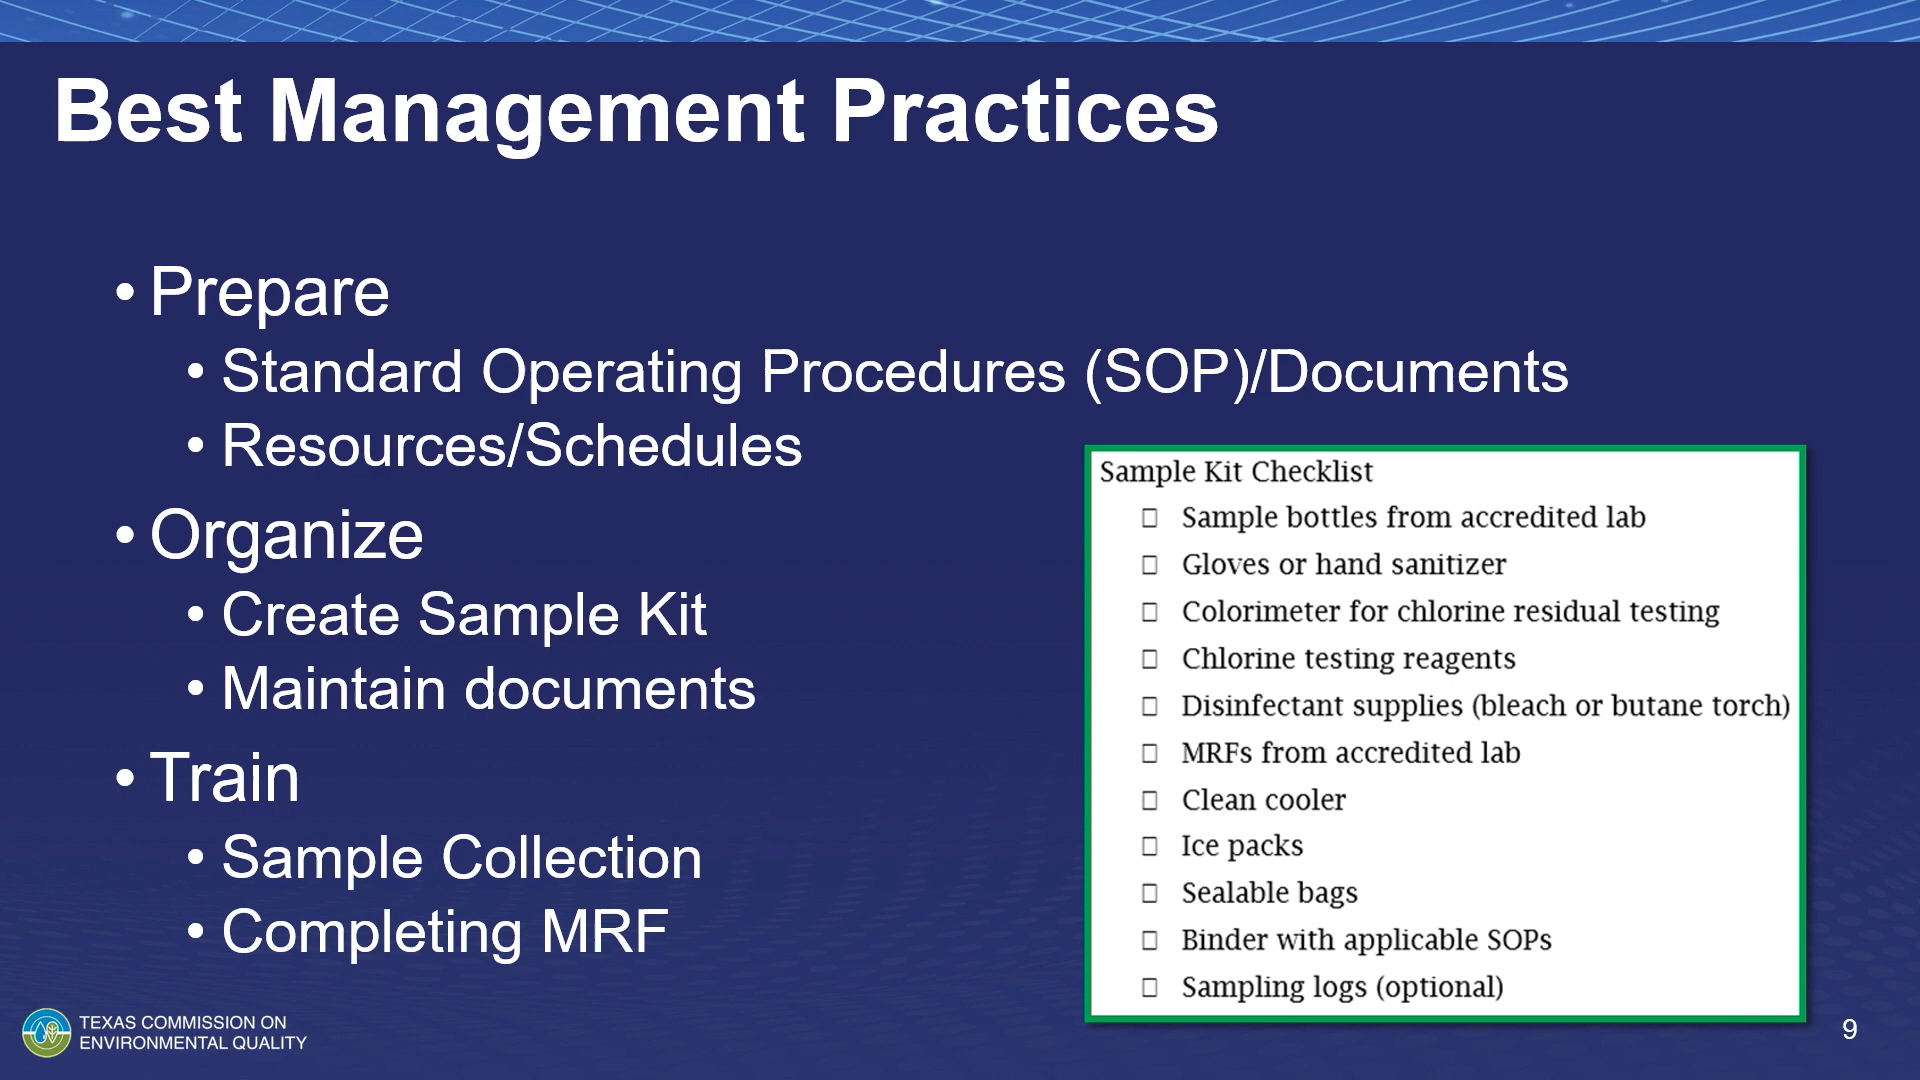 Best Management Practices
• Prepare
• Standard Operating Procedures (SOP)/Documents
• Resources/Schedules
• Organize
• Create Sample Kit
• Maintain documents
• Train
• Sample Collection
• Completing MRF
Sample Kit Checklist
☐ Sample bottles from accredited lab
☐ Gloves or hand sanitizer
☐ Colorimeter for chlorine residual testing
☐ Chlorine testing reagents
☐ Disinfectant supplies (bleach or butane torch)
☐ MRFs from accredited lab
☐ Clean cooler
☐ Ice packs
☐ Sealable bags
☐ Binder with applicable SOPs
☐ Sampling logs (optional)
TEXAS COMMISSION ON
ENVIRONMENTAL QUALITY
9